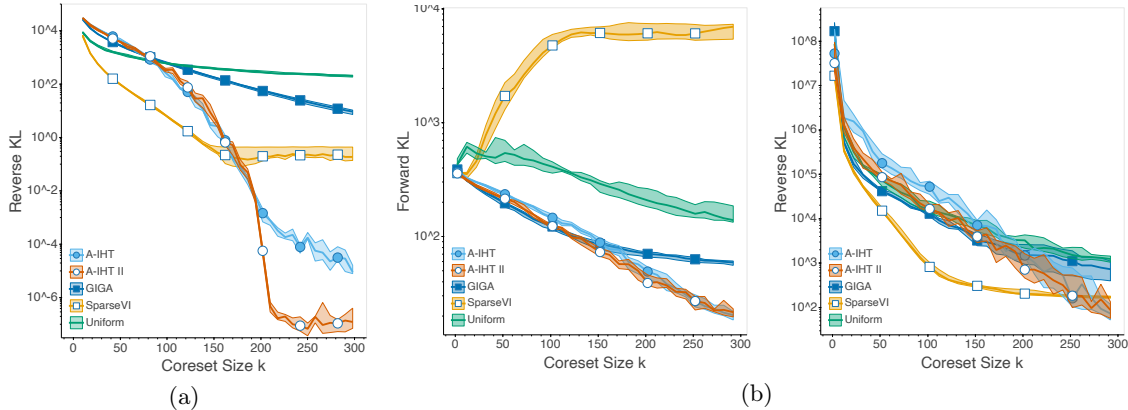 Reverse KL
10^4
10^2
10^0
10^-2
10^-4
10^-6
A-IHT
A-IHT II
GIGA
SparseVI
Uniform
0 50 100 150 200 250 300
Coreset Size k
(a)
Forward KL
10^4
10^3
10^2
A-IHT
A-IHT II
GIGA
SparseVI
Uniform
0 50 100 150 200 250 300
Coreset Size k
Reverse KL
10^8
10^7
10^6
10^5
10^4
10^3
10^2
A-IHT
A-IHT II
GIGA
SparseVI
Uniform
0 50 100 150 200 250 300
Coreset Size k
(b)